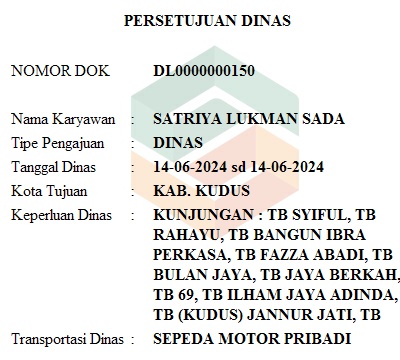 PERSETUJUAN DINAS
NOMOR DOK DL0000000150
Nama Karyawan : SATRIYA LUKMAN SADA
Tipe Pengajuan : DINAS
Tanggal Dinas : 14-06-2024 sd 14-06-2024
Kota Tujuan : KAB. KUDUS
Keperluan Dinas : KUNJUNGAN : TB SYIFUL, TB
RAHAYU, TB BANGUN IBRA
PERKASA, TB FAZZA ABADI, TB
BULAN JAYA, TB JAYA BERKAH,
TB 69, TB ILHAM JAYA ADINDA,
TB (KUDUS) JANNUR JATI, TB
Transportasi Dinas : SEPEDA MOTOR PRIBADI